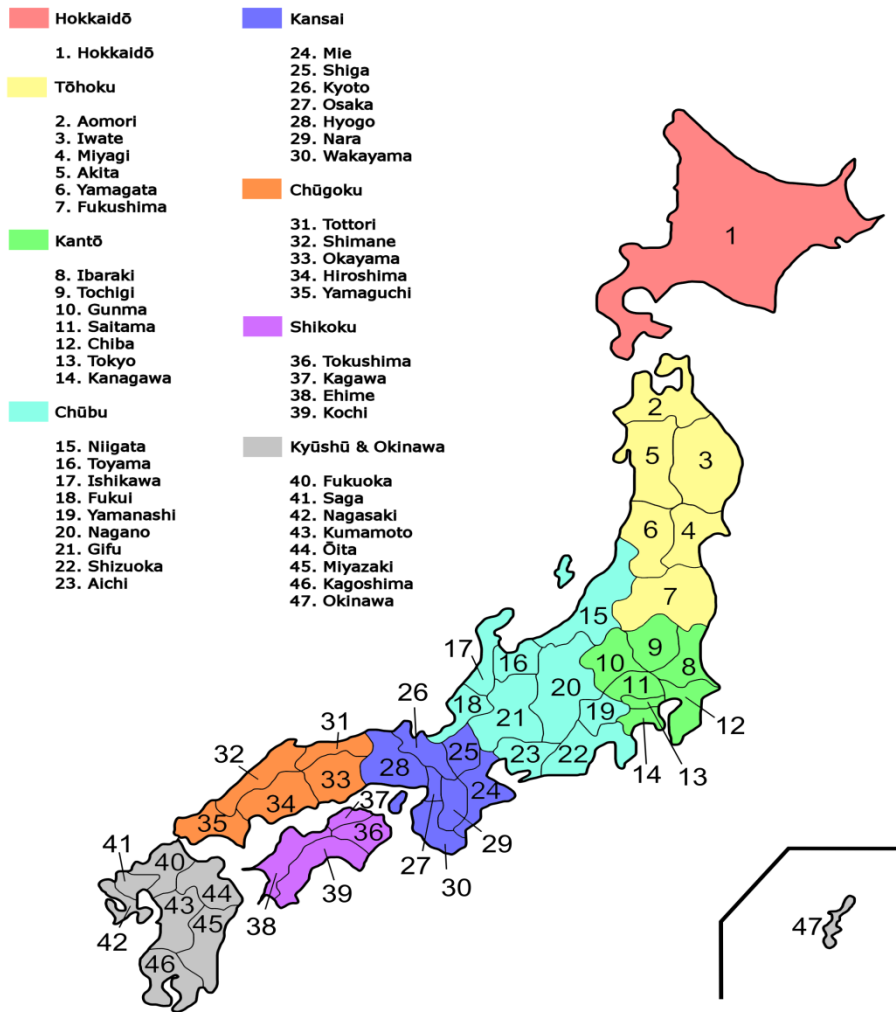 Hokkaidō
1. Hokkaidō
Tōhoku
2. Aomori
3. Iwate
4. Miyagi
5. Akita
6. Yamagata
7. Fukushima
Kantō
8. Ibaraki
9. Tochigi
10. Gunma
11. Saitama
12. Chiba
13. Tokyo
14. Kanagawa
Chūbu
15. Niigata
16. Toyama
17. Ishikawa
18. Fukui
19. Yamanashi
20. Nagano
21. Gifu
22. Shizuoka
23. Aichi
Kansai
24. Mie
25. Shiga
26. Kyoto
27. Osaka
28. Hyogo
29. Nara
30. Wakayama
Chūgoku
31. Tottori
32. Shimane
33. Okayama
34. Hiroshima
35. Yamaguchi
Shikoku
36. Tokushima
37. Kagawa
38. Ehime
39. Kochi
Kyūshū & Okinawa
40. Fukuoka
41. Saga
42. Nagasaki
43. Kumamoto
44. Ōita
45. Miyazaki
46. Kagoshima
47. Okinawa
1
2
5
3
6
4
7
15
9
17
16
10
8
11
20
18
21
19
26
12
31
25
23
22
32
28
14
13
33
24
34
37
35
36
29
41
27
40
30
39
44
43
38
45
42
46
47